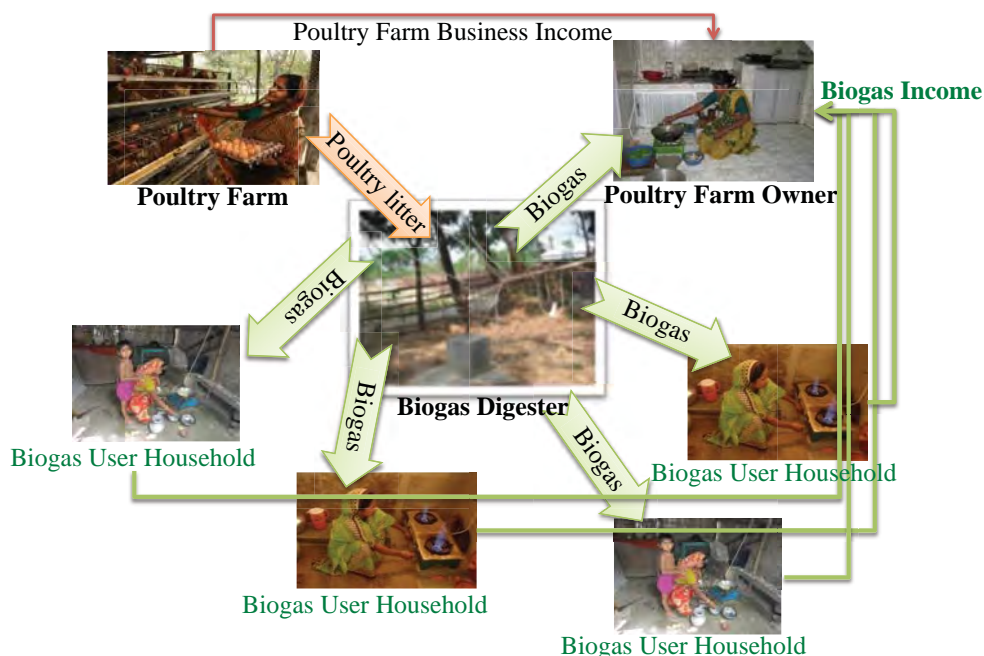 Poultry Farm Business Income
Biogas Income
Poultry Farm
Poultry litter
Biogas
Poultry Farm Owner
Biogas
Biogas
Biogas Digester
Biogas
Biogas
Biogas User Household
Biogas User Household
Biogas User Household
Biogas User Household